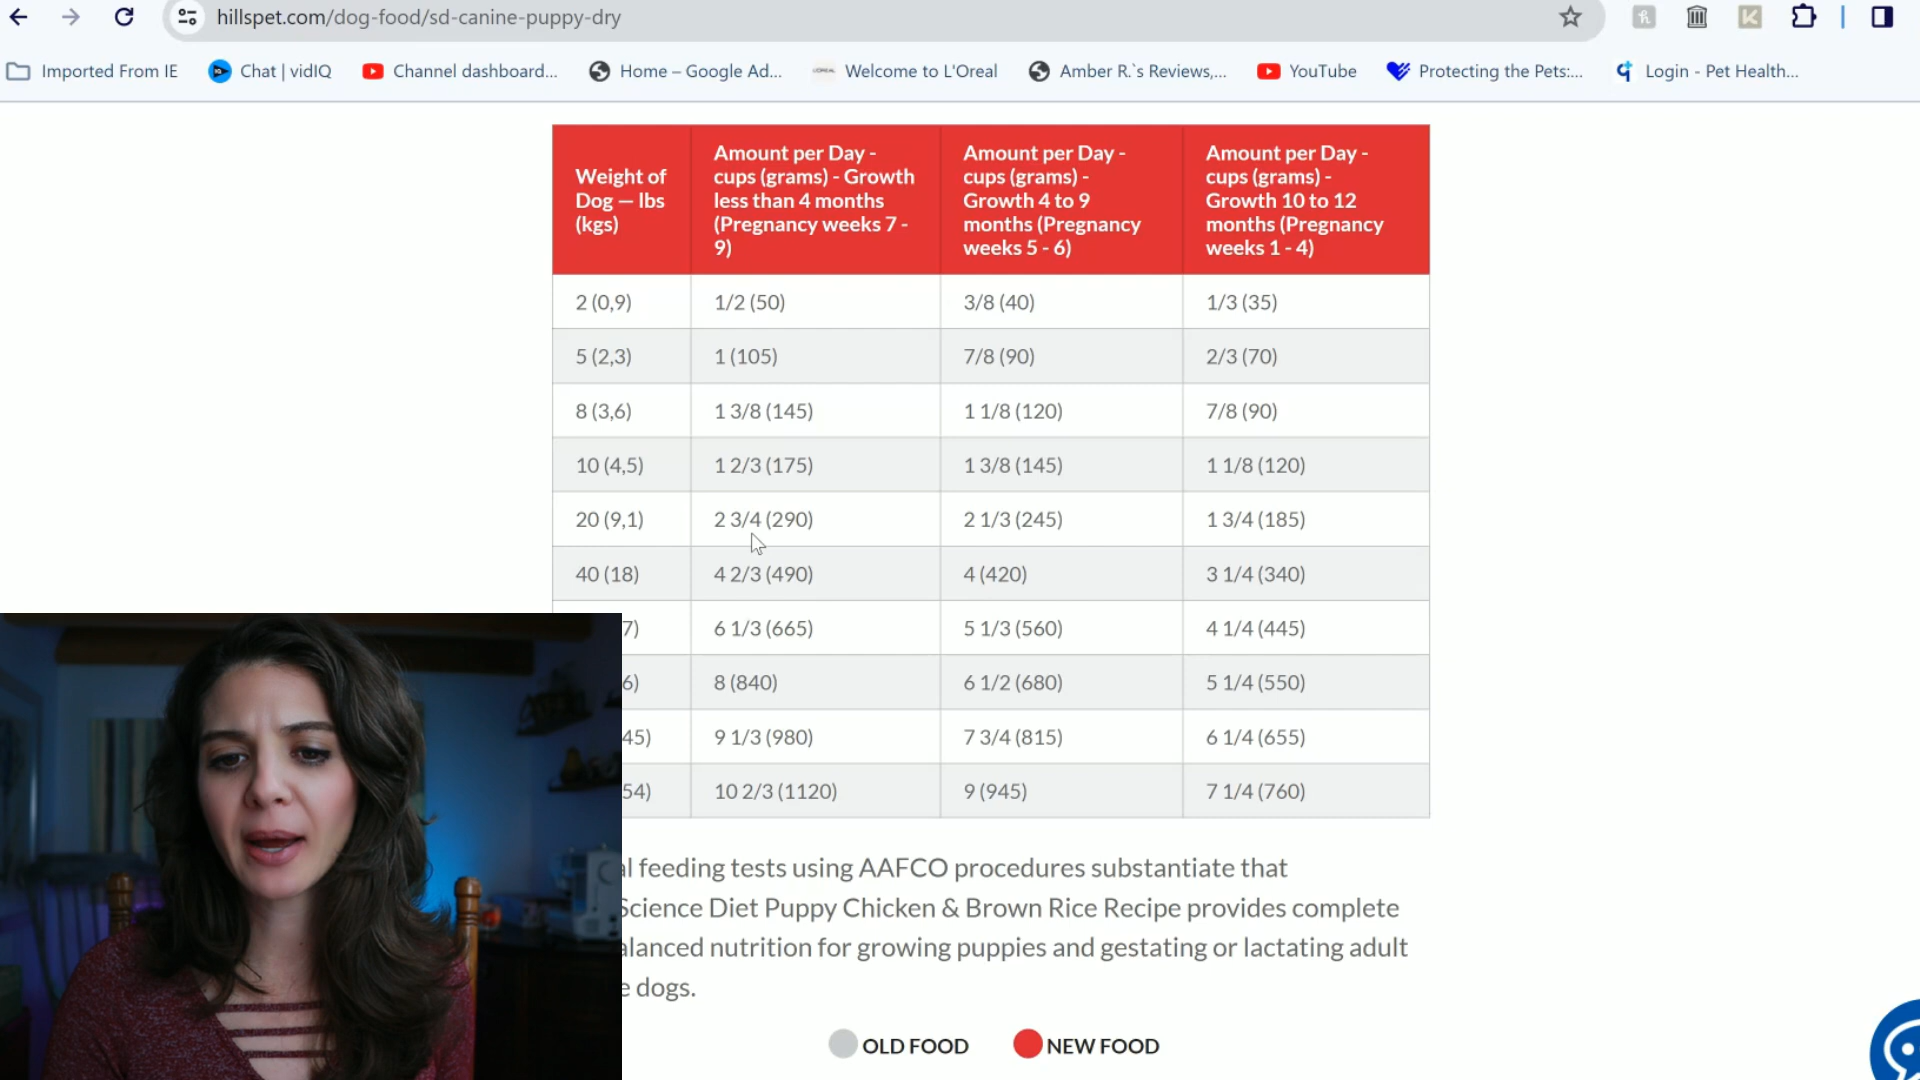 hillspet.com/dog-food/sd-canine-puppy-dry
Imported From IE Chat | vidIQ Channel dashboard... Home – Google Ad... Welcome to L'Oreal Amber R.`s Reviews,... YouTube Protecting the Pets:... Login - Pet Health...
Weight of
Dog — lbs
(kgs)
Amount per Day -
cups (grams) - Growth
less than 4 months
(Pregnancy weeks 7 -
9)
Amount per Day -
cups (grams) -
Growth 4 to 9
months (Pregnancy
weeks 5 - 6)
Amount per Day -
cups (grams) -
Growth 10 to 12
months (Pregnancy
weeks 1 - 4)
2 (0,9) 1/2 (50) 3/8 (40) 1/3 (35)
5 (2,3) 1 (105) 7/8 (90) 2/3 (70)
8 (3,6) 1 3/8 (145) 1 1/8 (120) 7/8 (90)
10 (4,5) 1 2/3 (175) 1 3/8 (145) 1 1/8 (120)
20 (9,1) 2 3/4 (290) 2 1/3 (245) 1 3/4 (185)
40 (18) 4 2/3 (490) 4 (420) 3 1/4 (340)
7) 6 1/3 (665) 5 1/3 (560) 4 1/4 (445)
6) 8 (840) 6 1/2 (680) 5 1/4 (550)
45) 9 1/3 (980) 7 3/4 (815) 6 1/4 (655)
54) 10 2/3 (1120) 9 (945) 7 1/4 (760)
l feeding tests using AAFCO procedures substantiate that
Science Diet Puppy Chicken & Brown Rice Recipe provides complete
alanced nutrition for growing puppies and gestating or lactating adult
e dogs.
OLD FOOD NEW FOOD